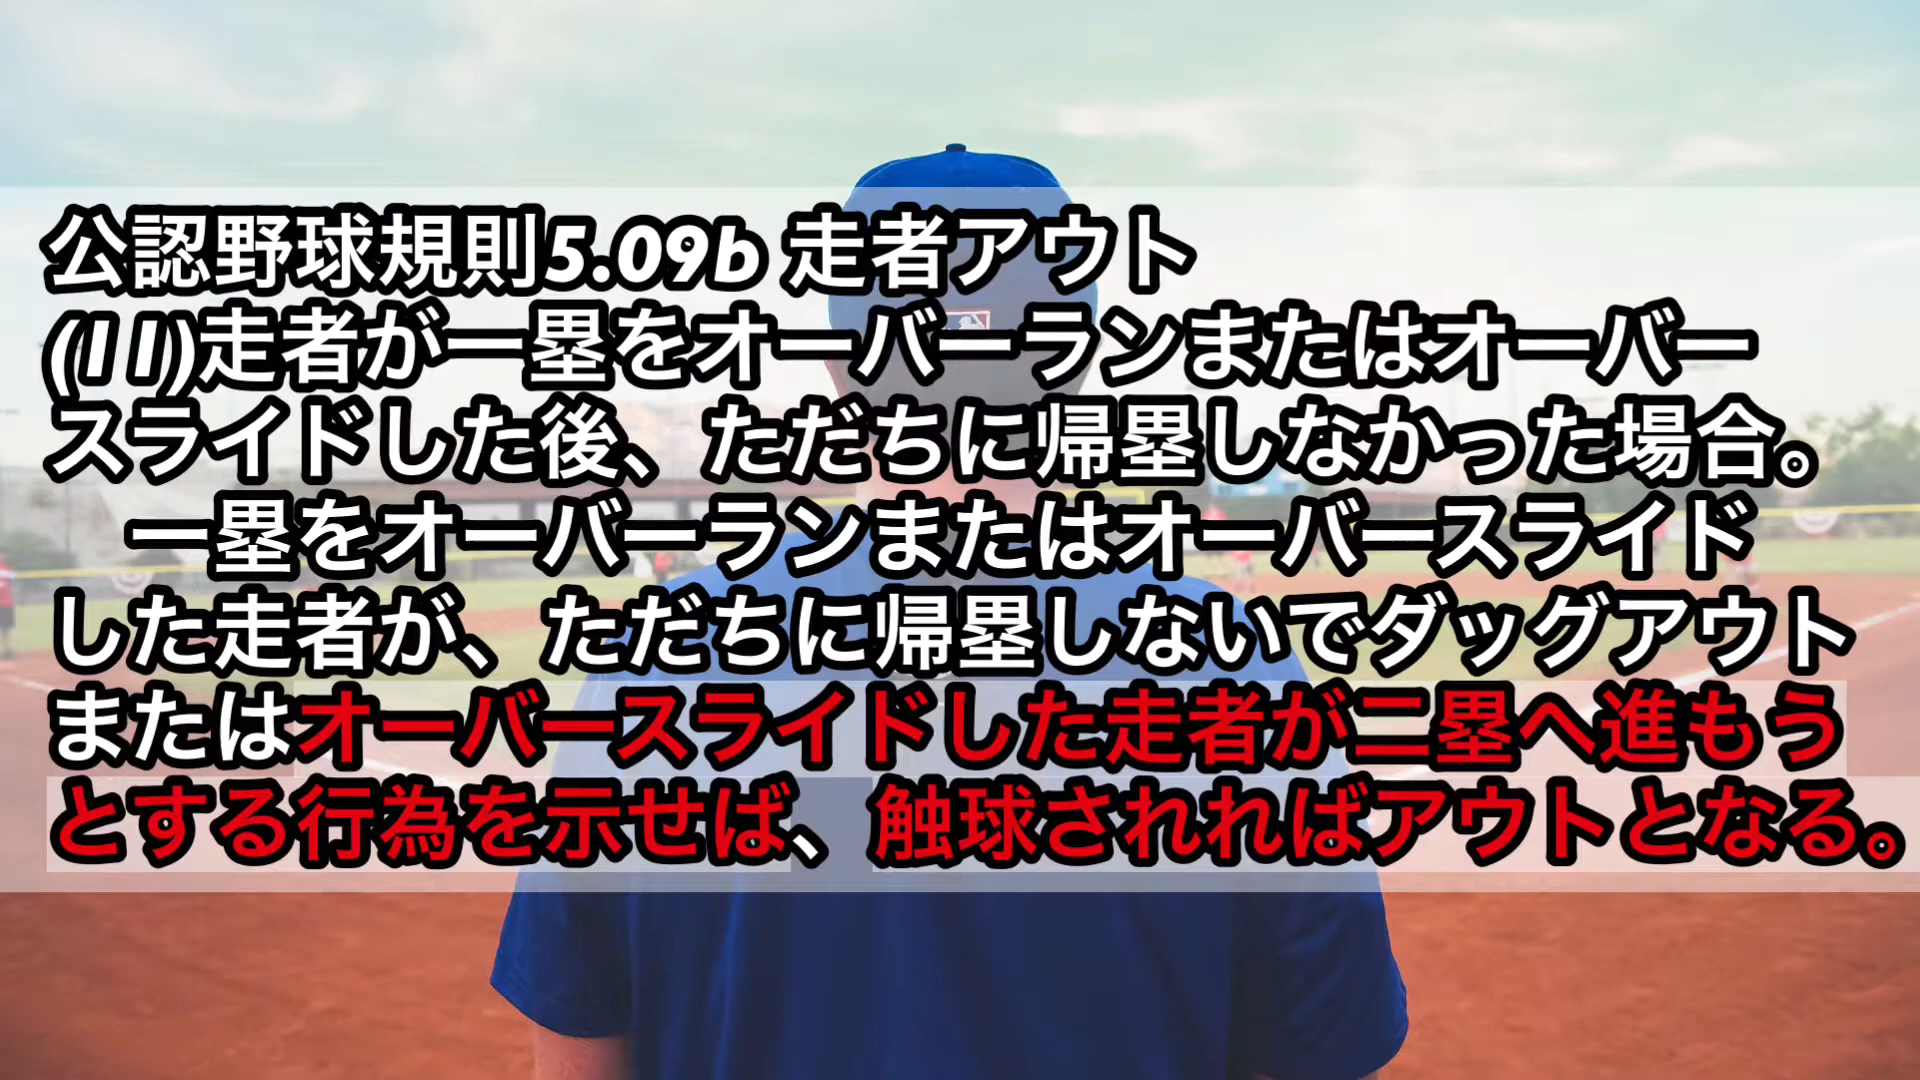 公認野球規則5.09b 走者アウト
(11)走者が一塁をオーバーランまたはオーバー
スライドした後、ただちに帰塁しなかった場合。
　一塁をオーバーランまたはオーバースライド
した走者が、ただちに帰塁しないでダッグアウト
またはオーバースライドした走者が二塁へ進もう
とする行為を示せば、触球されればアウトとなる。